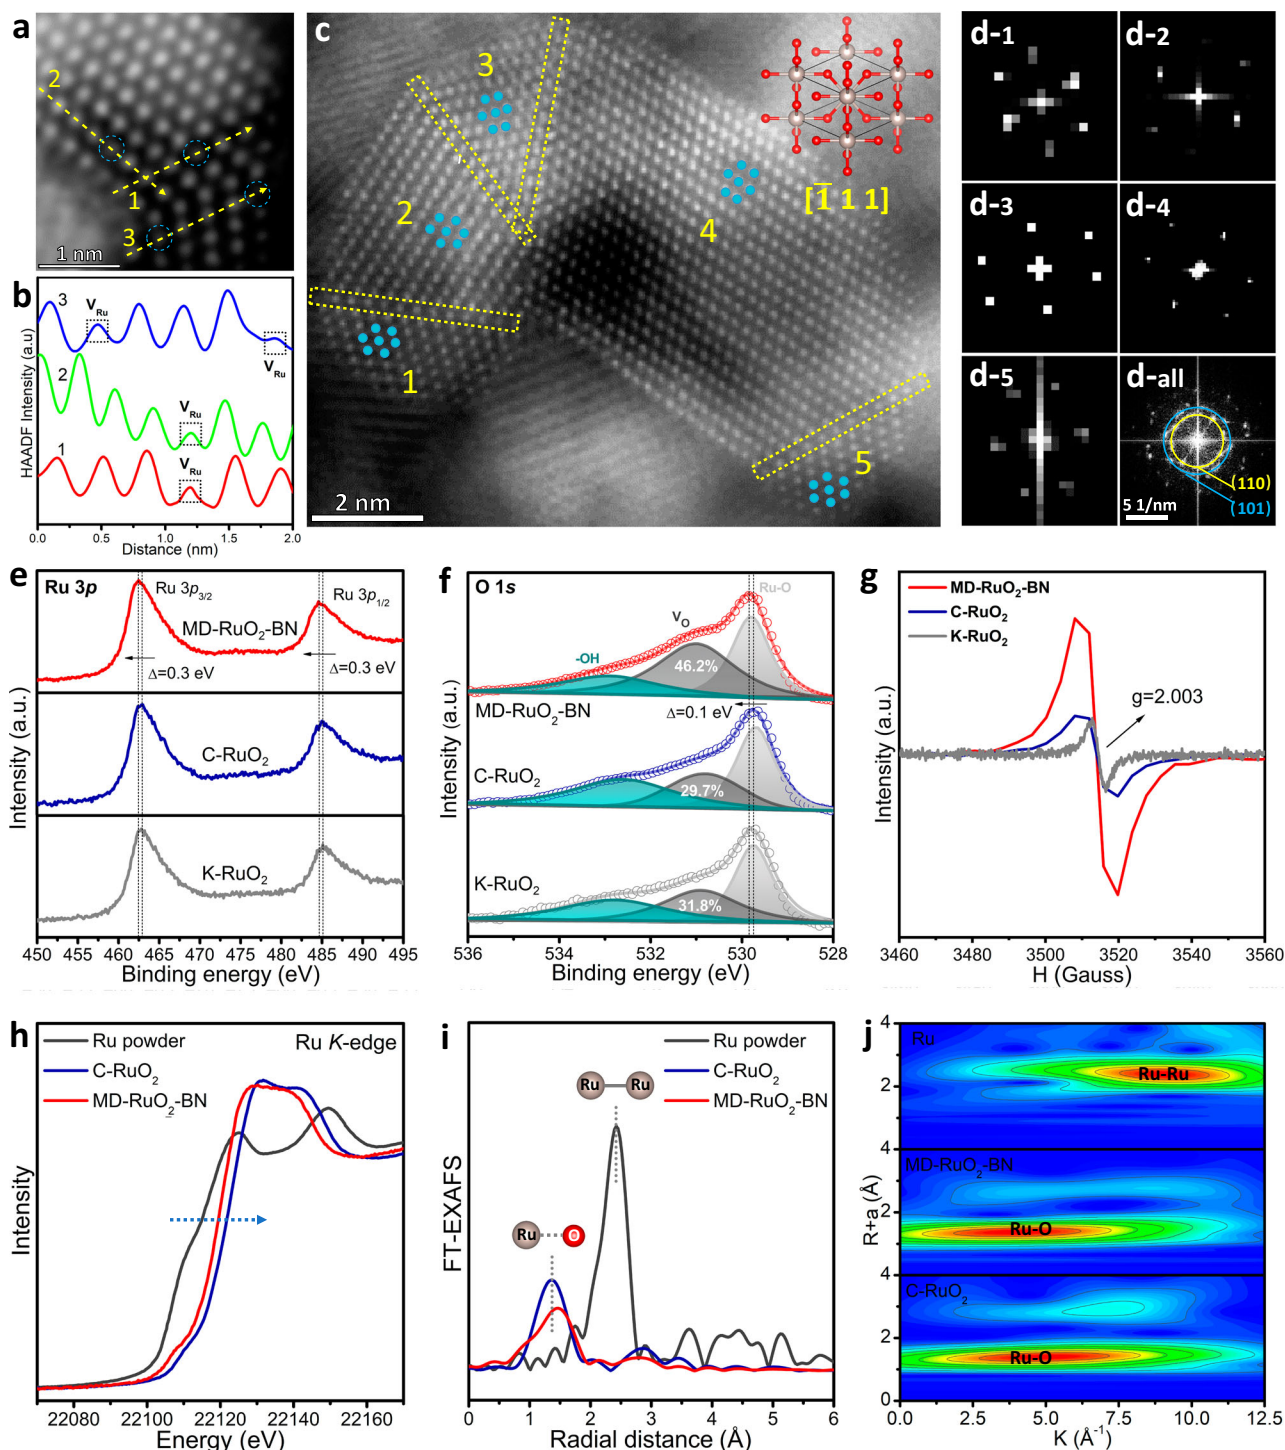 a
2
1
3
1 nm
b
3
V_Ru
V_Ru
2
V_Ru
1
V_Ru
HAADF Intensity (a.u)
0.0 0.5 1.0 1.5 2.0
Distance (nm)
c
3
2
4
1
5
[1̅ 1 1]
2 nm
d-1
d-2
d-3
d-4
d-5
d-all
(110)
(101)
5 1/nm
e
Ru 3p
Ru 3p3/2
Ru 3p1/2
MD-RuO2-BN
Δ=0.3 eV
Δ=0.3 eV
C-RuO2
K-RuO2
Intensity (a.u.)
450 455 460 465 470 475 480 485 490 495
Binding energy (eV)
f
O 1s
Ru-O
V_O
-OH
46.2%
MD-RuO2-BN
Δ=0.1 eV
C-RuO2
29.7%
K-RuO2
31.8%
Intensity (a.u.)
536 534 532 530 528
Binding energy (eV)
g
MD-RuO2-BN
C-RuO2
K-RuO2
g=2.003
Intensity (a.u.)
3460 3480 3500 3520 3540 3560
H (Gauss)
h
Ru powder
C-RuO2
MD-RuO2-BN
Ru K-edge
Intensity
22080 22100 22120 22140 22160
Energy (eV)
i
Ru powder
C-RuO2
MD-RuO2-BN
Ru Ru
Ru O
FT-EXAFS
0 1 2 3 4 5 6
Radial distance (Å)
j
Ru
Ru-Ru
MD-RuO2-BN
Ru-O
C-RuO2
Ru-O
R+a (Å)
4
2
4
2
4
2
0
0.0 2.5 5.0 7.5 10.0 12.5
K (Å-1)